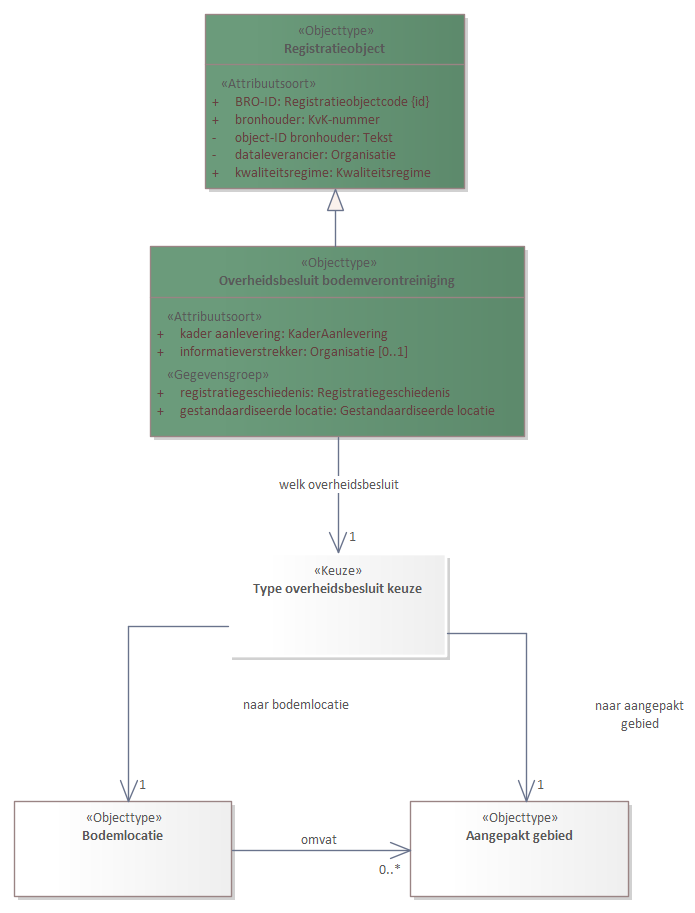 «Objecttype»
Registratieobject
«Attribuutsoort»
+ BRO-ID: Registratieobjectcode {id}
+ bronhouder: KvK-nummer
- object-ID bronhouder: Tekst
- dataleverancier: Organisatie
+ kwaliteitsregime: Kwaliteitsregime
«Objecttype»
Overheidsbesluit bodemverontreiniging
«Attribuutsoort»
+ kader aanlevering: KaderAanlevering
+ informatieverstrekker: Organisatie [0..1]
«Gegevensgroep»
+ registratiegeschiedenis: Registratiegeschiedenis
+ gestandaardiseerde locatie: Gestandaardiseerde locatie
welk overheidsbesluit
1
«Keuze»
Type overheidsbesluit keuze
naar bodemlocatie
naar aangepakt
gebied
1
1
«Objecttype»
Bodemlocatie
omvat
0..*
«Objecttype»
Aangepakt gebied